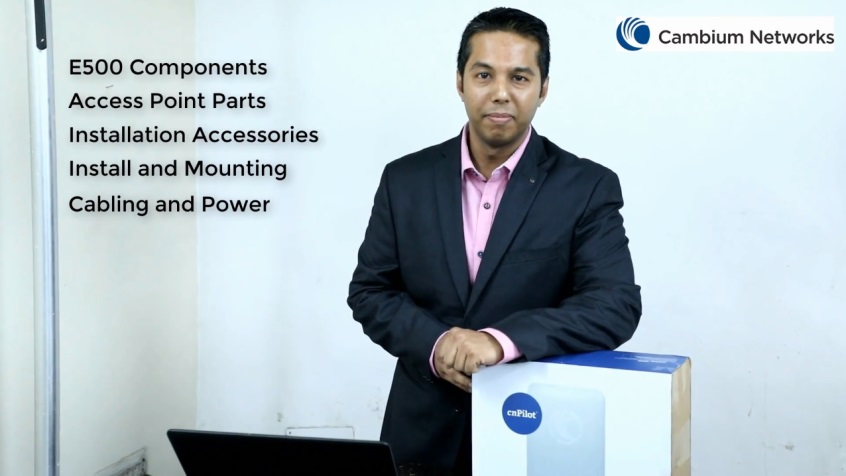 Cambium Networks
E500 Components
Access Point Parts
Installation Accessories
Install and Mounting
Cabling and Power
cnPilot